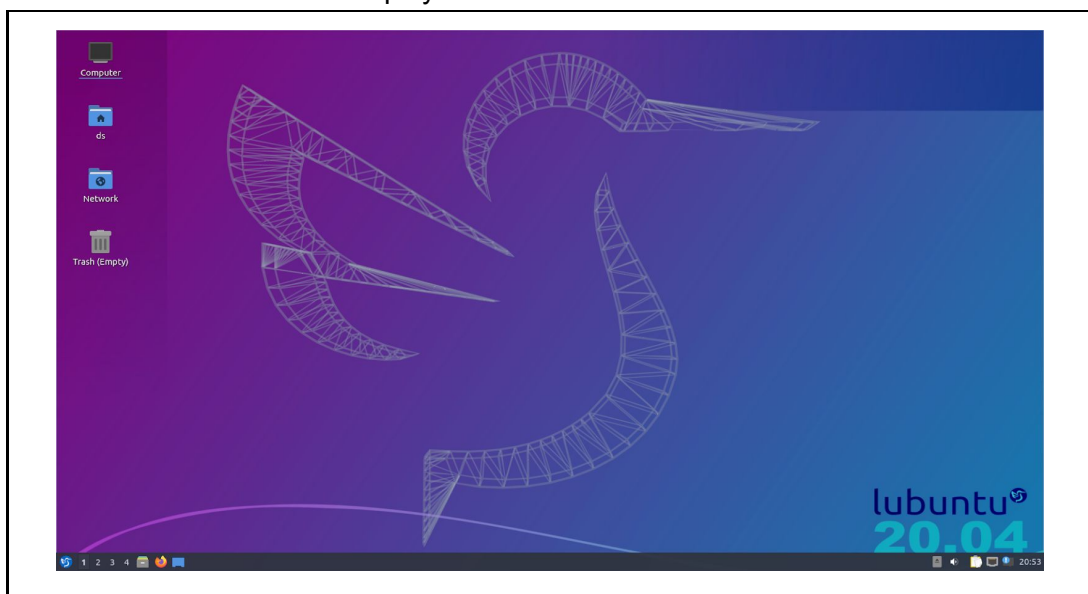 Computer
ds
Network
Trash (Empty)
lubuntu
20.04
1 2 3 4
20:53